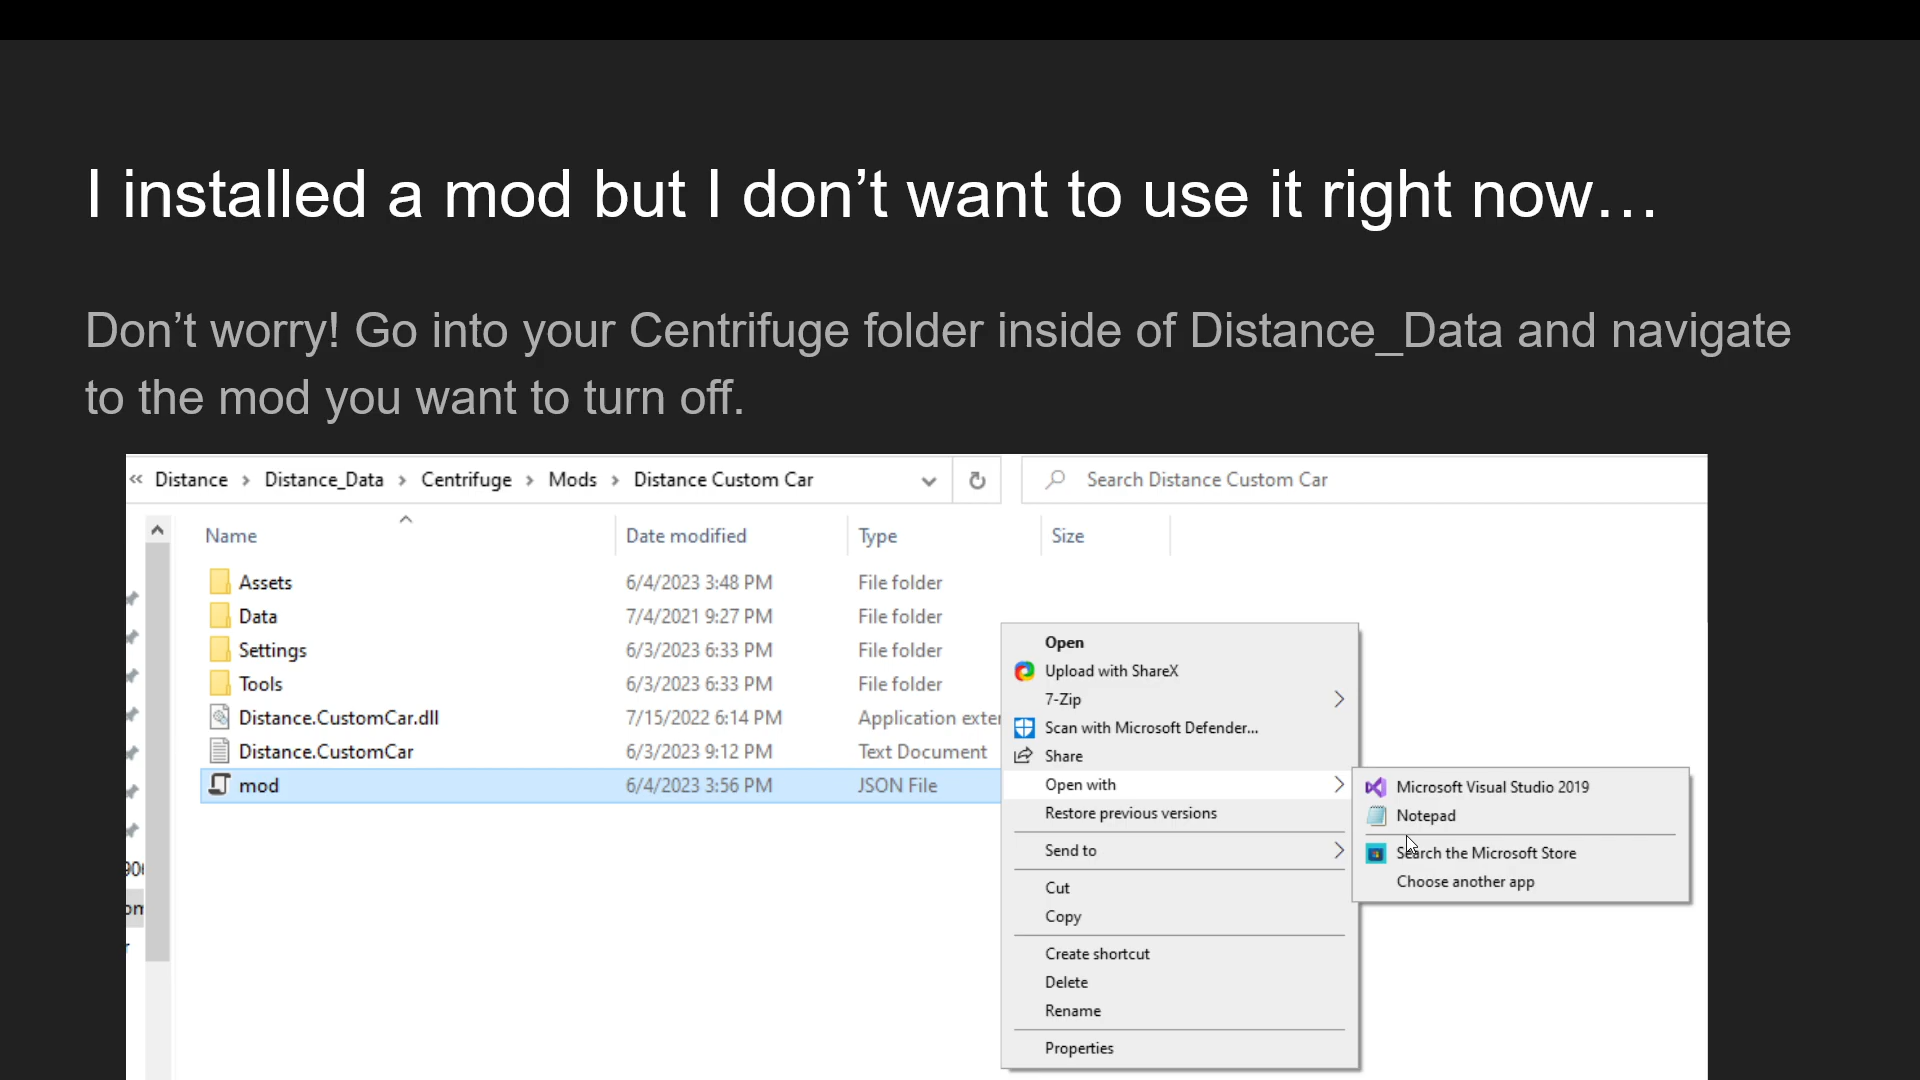 I installed a mod but I don’t want to use it right now…
Don’t worry! Go into your Centrifuge folder inside of Distance_Data and navigate
to the mod you want to turn off.
« Distance › Distance_Data › Centrifuge › Mods › Distance Custom Car
Search Distance Custom Car
Name Date modified Type Size
Assets 6/4/2023 3:48 PM File folder
Data 7/4/2021 9:27 PM File folder
Settings 6/3/2023 6:33 PM File folder
Tools 6/3/2023 6:33 PM File folder
Distance.CustomCar.dll 7/15/2022 6:14 PM Application exter
Distance.CustomCar 6/3/2023 9:12 PM Text Document
mod 6/4/2023 3:56 PM JSON File
Open
Upload with ShareX
7-Zip
Scan with Microsoft Defender...
Share
Open with
Restore previous versions
Send to
Cut
Copy
Create shortcut
Delete
Rename
Properties
Microsoft Visual Studio 2019
Notepad
Search the Microsoft Store
Choose another app